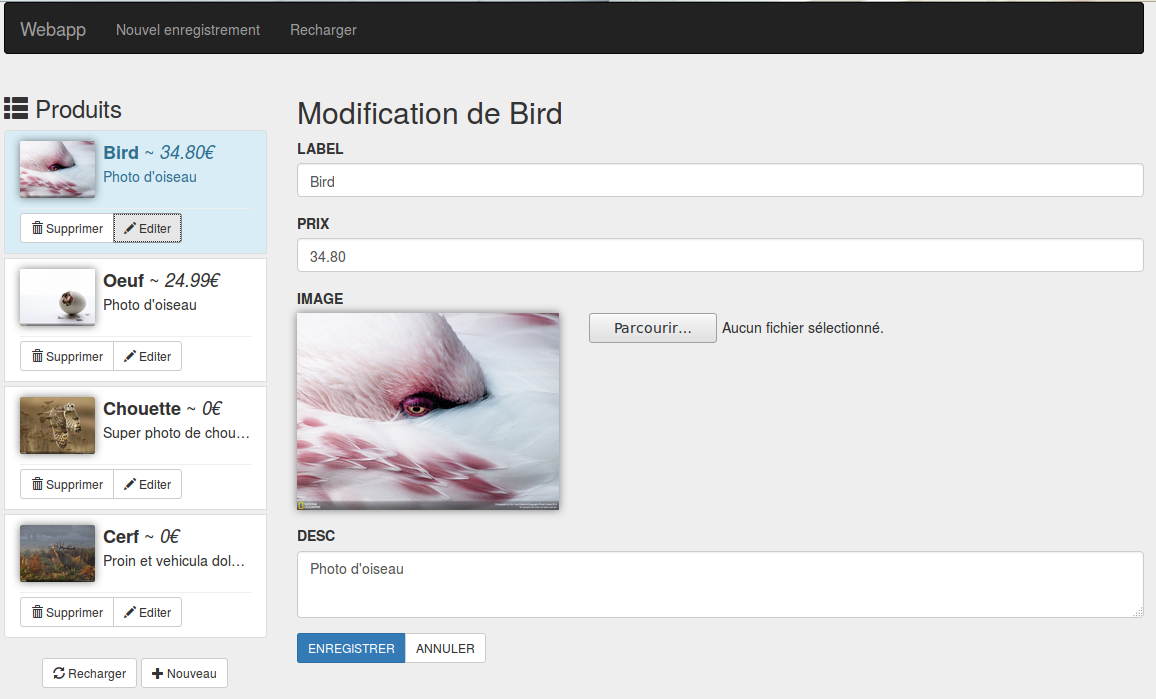 Webapp Nouvel enregistrement Recharger
Produits
Bird ~ 34.80€
Photo d'oiseau
Supprimer Editer
Oeuf ~ 24.99€
Photo d'oiseau
Supprimer Editer
Chouette ~ 0€
Super photo de chou…
Supprimer Editer
Cerf ~ 0€
Proin et vehicula dol…
Supprimer Editer
Recharger Nouveau
Modification de Bird
LABEL
Bird
PRIX
34.80
IMAGE
Parcourir… Aucun fichier sélectionné.
DESC
Photo d'oiseau
ENREGISTRER ANNULER